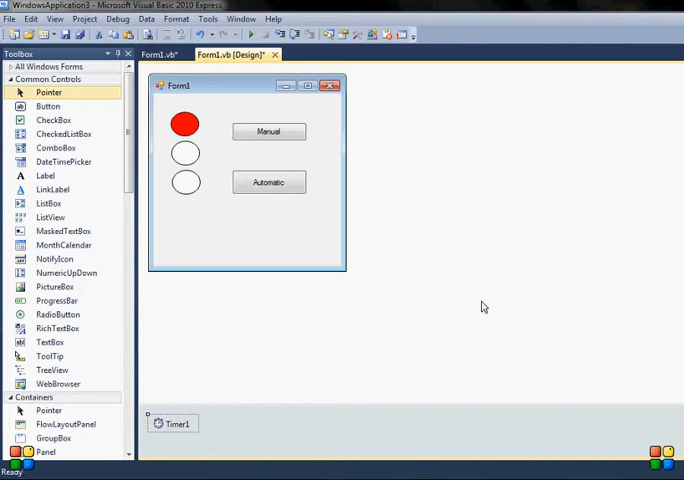 WindowsApplication3 - Microsoft Visual Basic 2010 Express
File Edit View Project Debug Data Format Tools Window Help
Toolbox
Form1.vb* Form1.vb [Design]*
All Windows Forms
Common Controls
Pointer
Button
CheckBox
CheckedListBox
ComboBox
DateTimePicker
Label
LinkLabel
ListBox
ListView
MaskedTextBox
MonthCalendar
NotifyIcon
NumericUpDown
PictureBox
ProgressBar
RadioButton
RichTextBox
TextBox
ToolTip
TreeView
WebBrowser
Containers
Pointer
FlowLayoutPanel
GroupBox
Panel
Form1
Manual
Automatic
Timer1
Ready